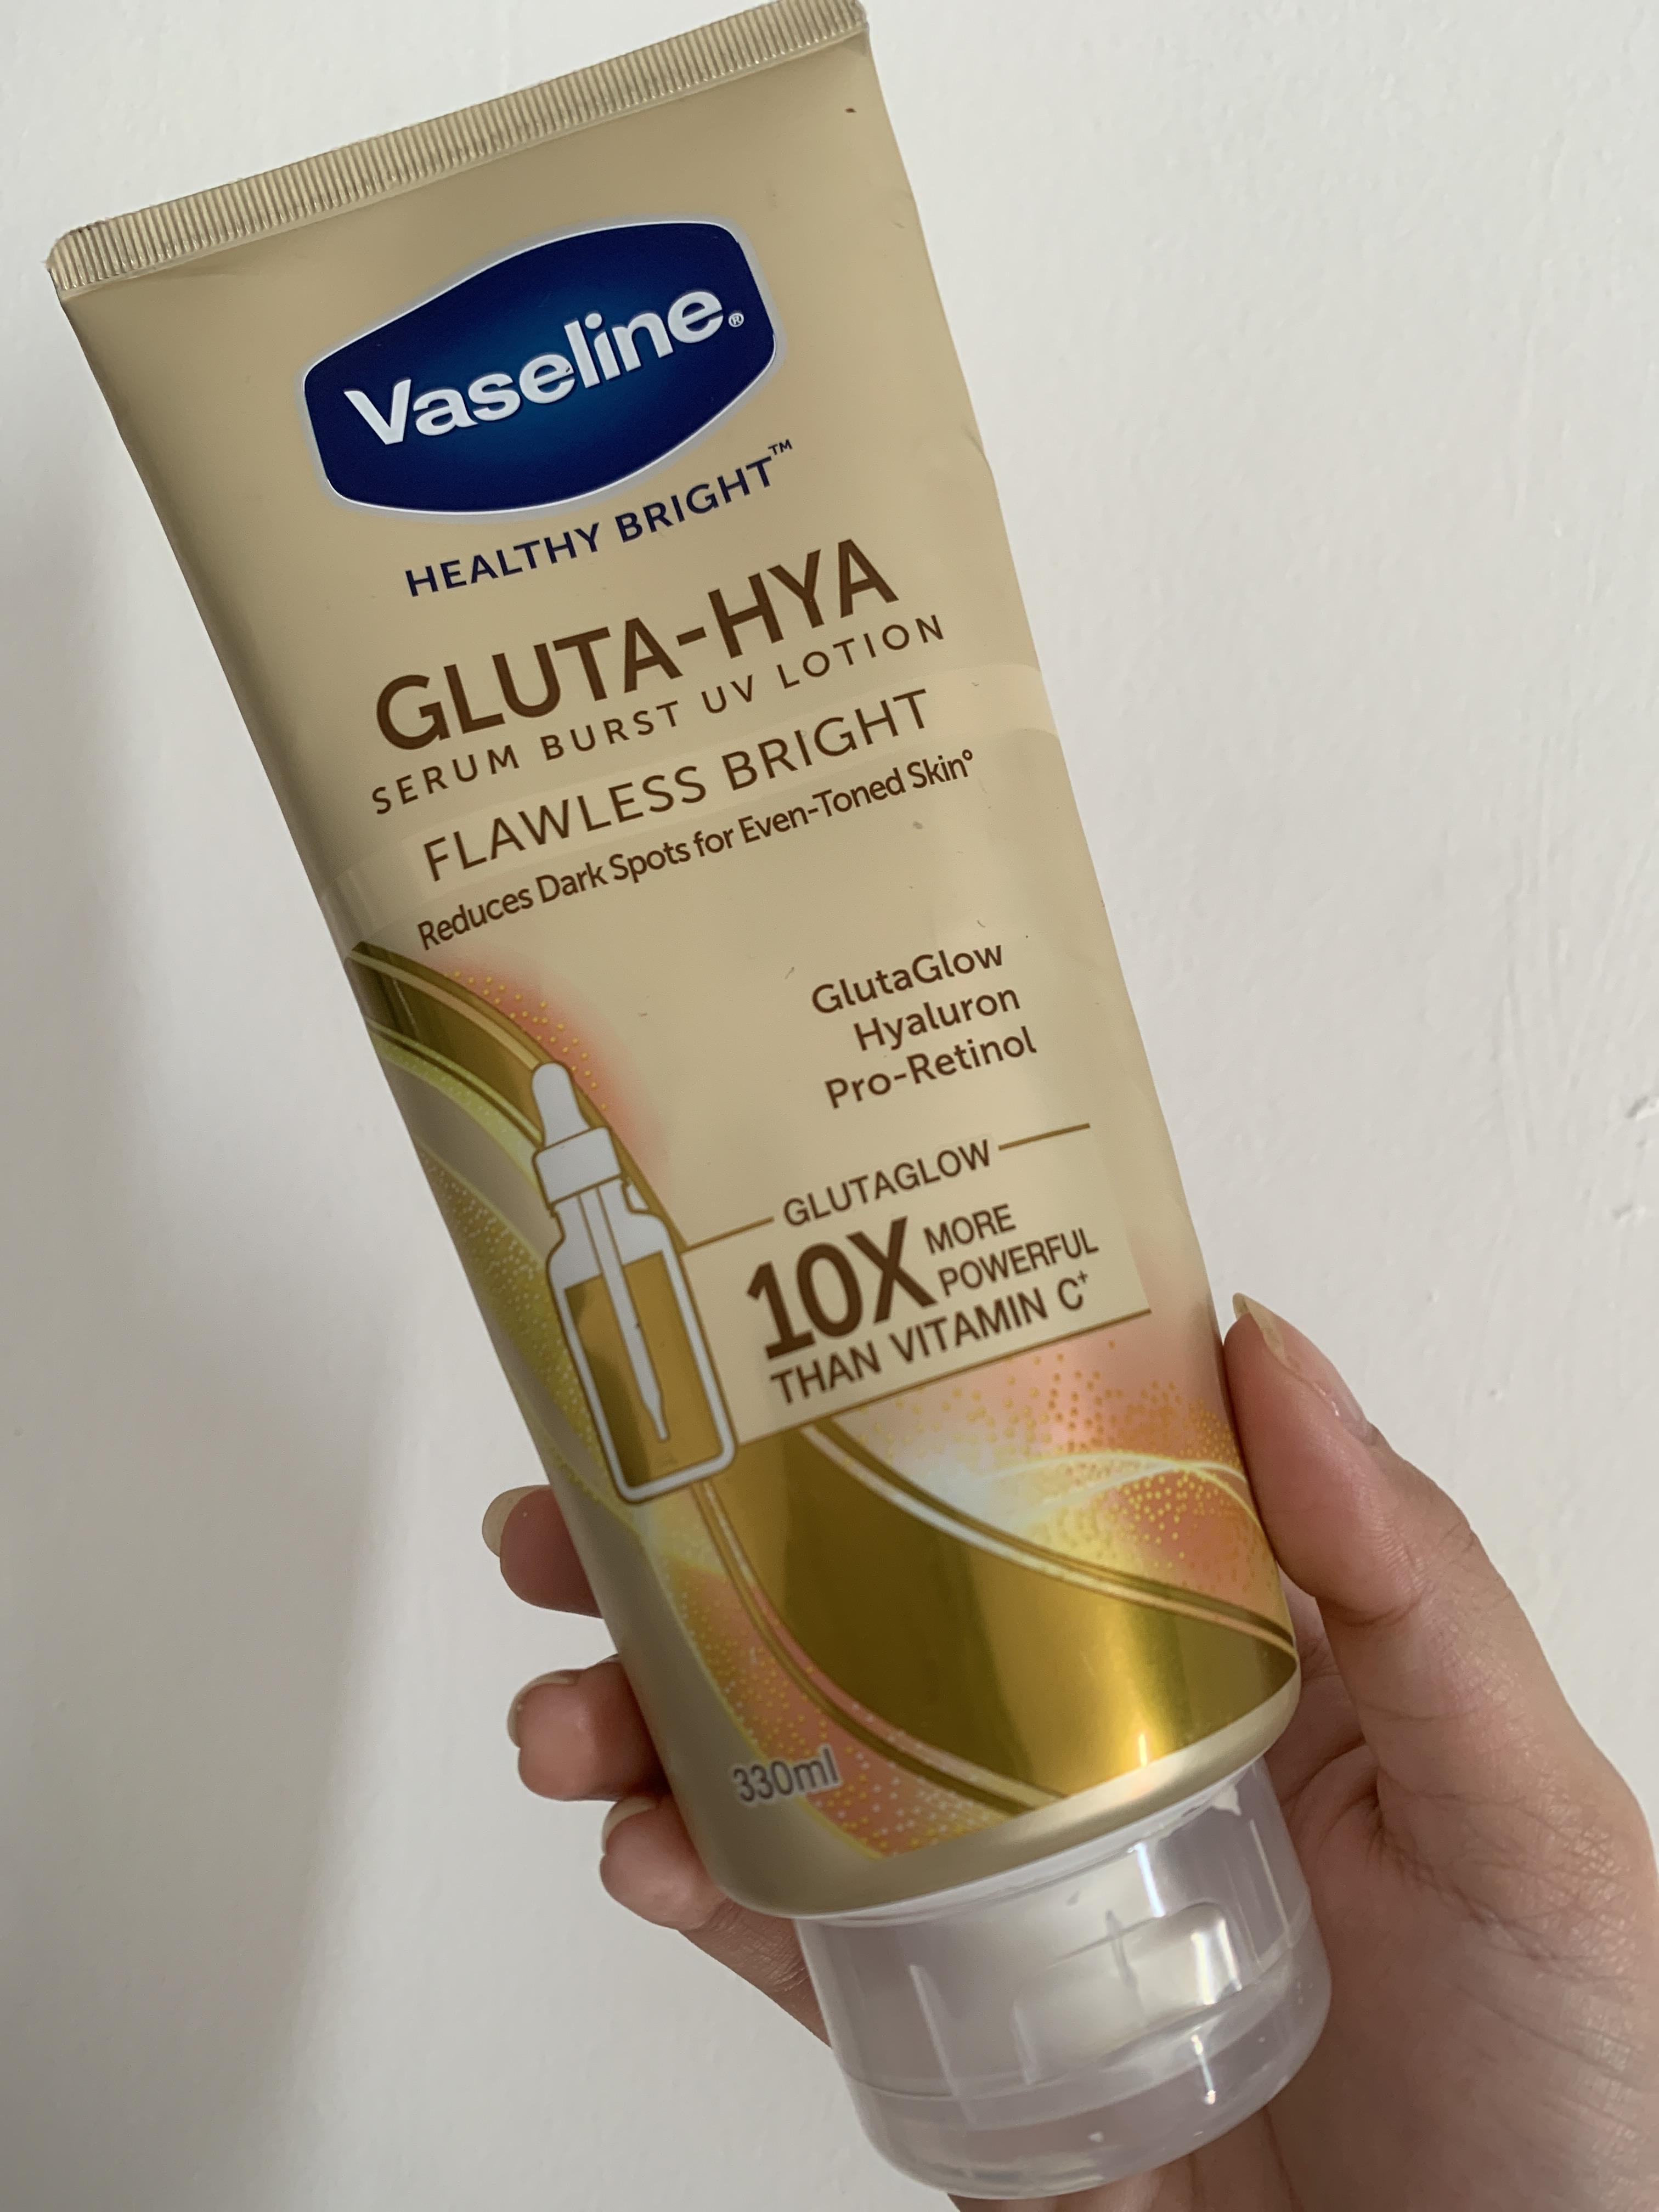 Vaseline®
HEALTHY BRIGHT™
GLUTA-HYA
SERUM BURST UV LOTION
FLAWLESS BRIGHT
Reduces Dark Spots for Even-Toned Skin°
GlutaGlow
Hyaluron
Pro-Retinol
GLUTAGLOW
10X MORE
POWERFUL
THAN VITAMIN C⁺
330ml